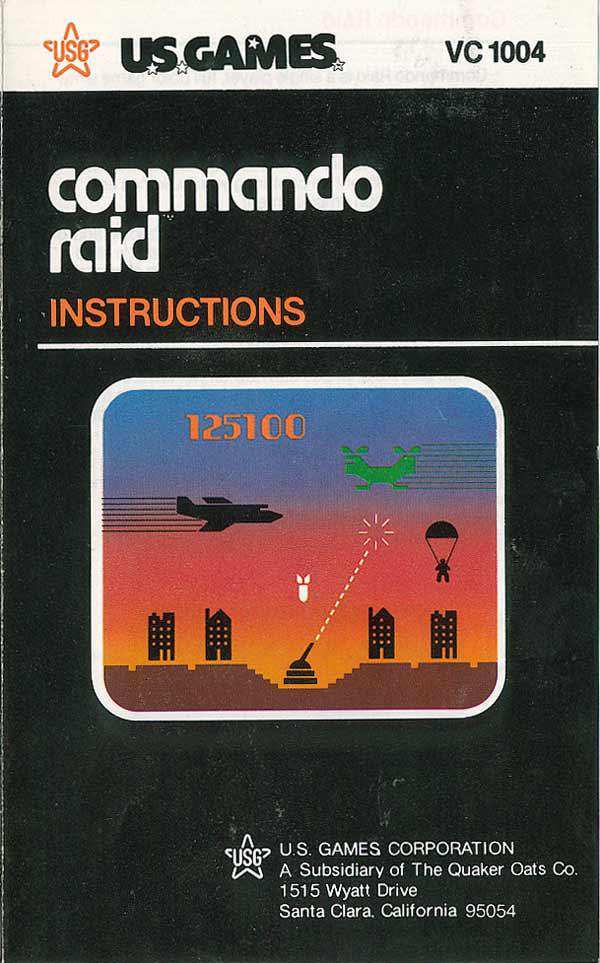 USG
US. GAMES.
VC 1004
commando
raid
INSTRUCTIONS
125100
USG
U.S. GAMES CORPORATION
A Subsidiary of The Quaker Oats Co.
1515 Wyatt Drive
Santa Clara, California 95054